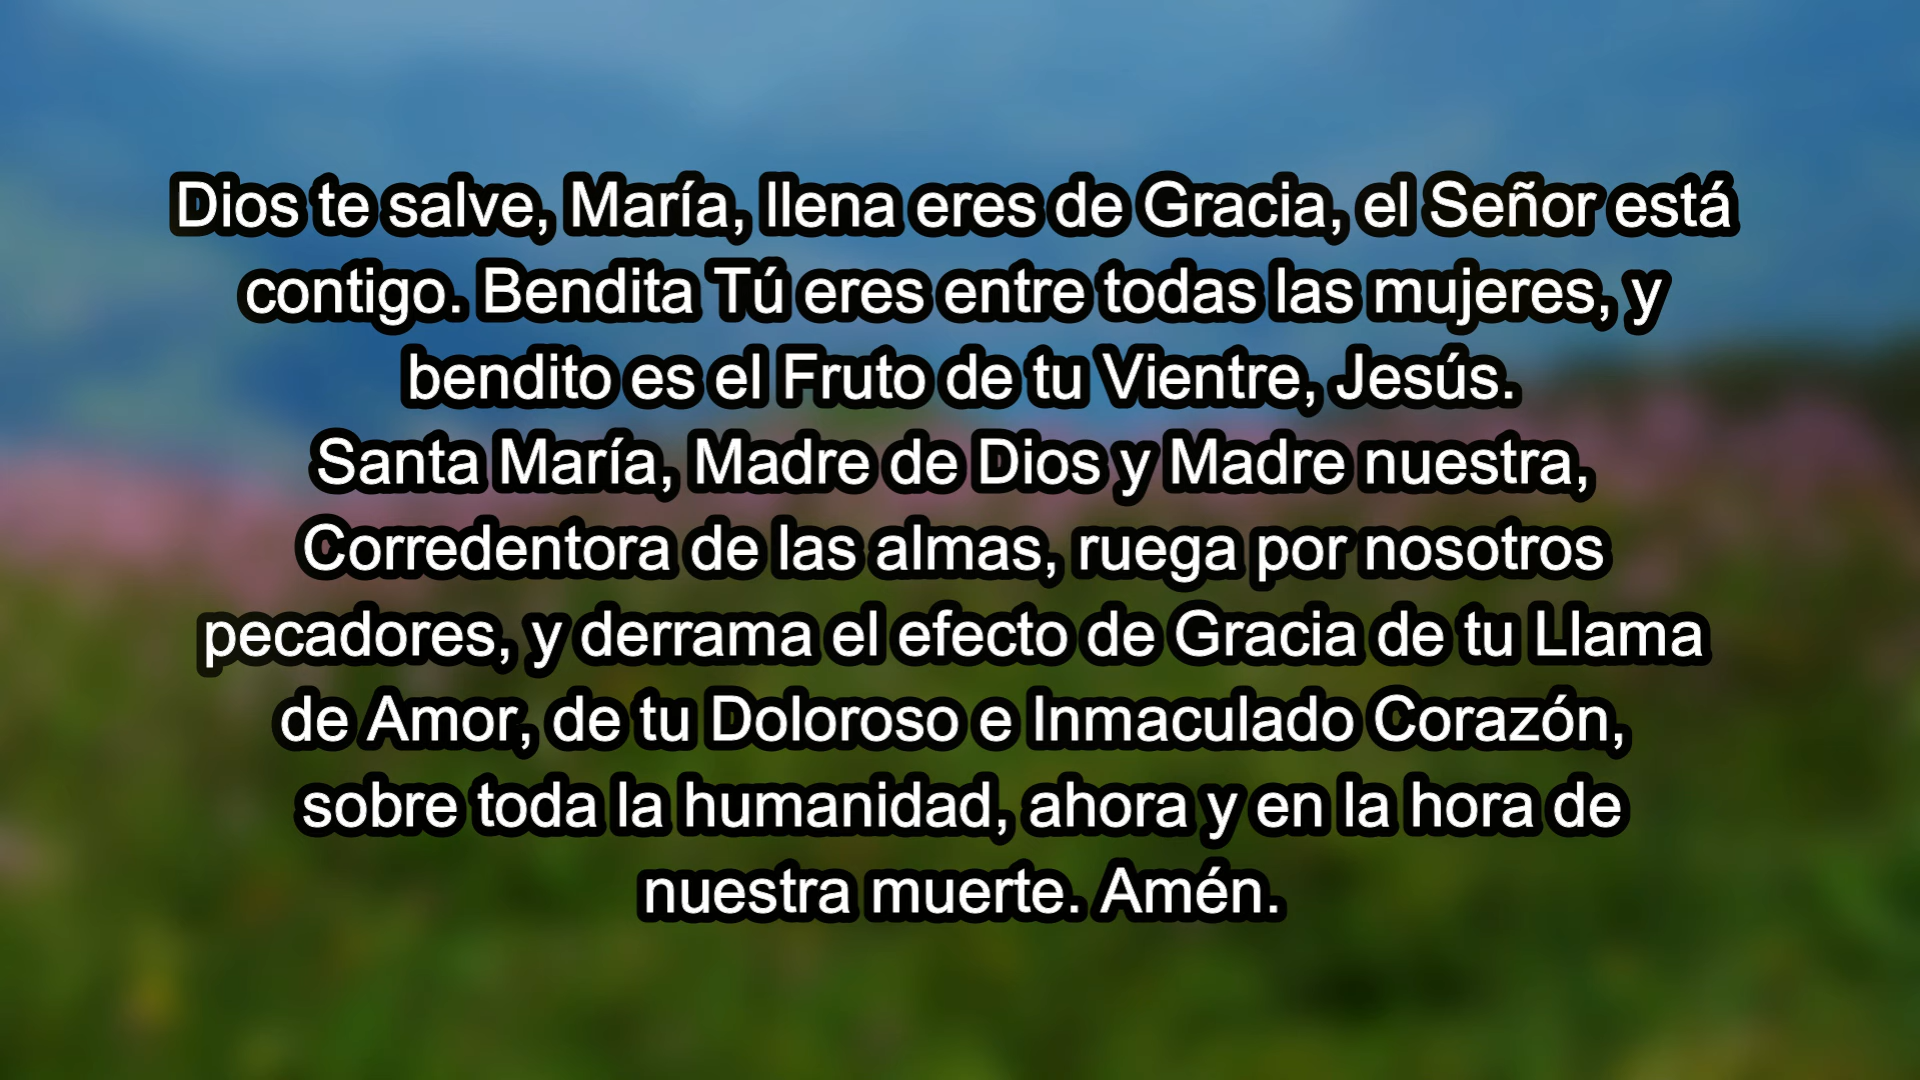 Dios te salve, María, llena eres de Gracia, el Señor está
contigo. Bendita Tú eres entre todas las mujeres, y
bendito es el Fruto de tu Vientre, Jesús.
Santa María, Madre de Dios y Madre nuestra,
Corredentora de las almas, ruega por nosotros
pecadores, y derrama el efecto de Gracia de tu Llama
de Amor, de tu Doloroso e Inmaculado Corazón,
sobre toda la humanidad, ahora y en la hora de
nuestra muerte. Amén.